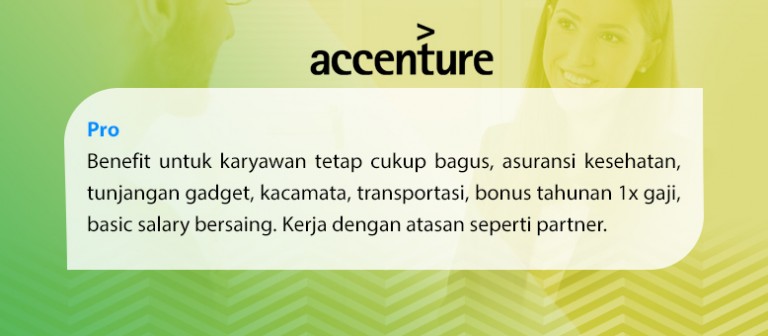 accenture
Pro
Benefit untuk karyawan tetap cukup bagus, asuransi kesehatan,
tunjangan gadget, kacamata, transportasi, bonus tahunan 1x gaji,
basic salary bersaing. Kerja dengan atasan seperti partner.